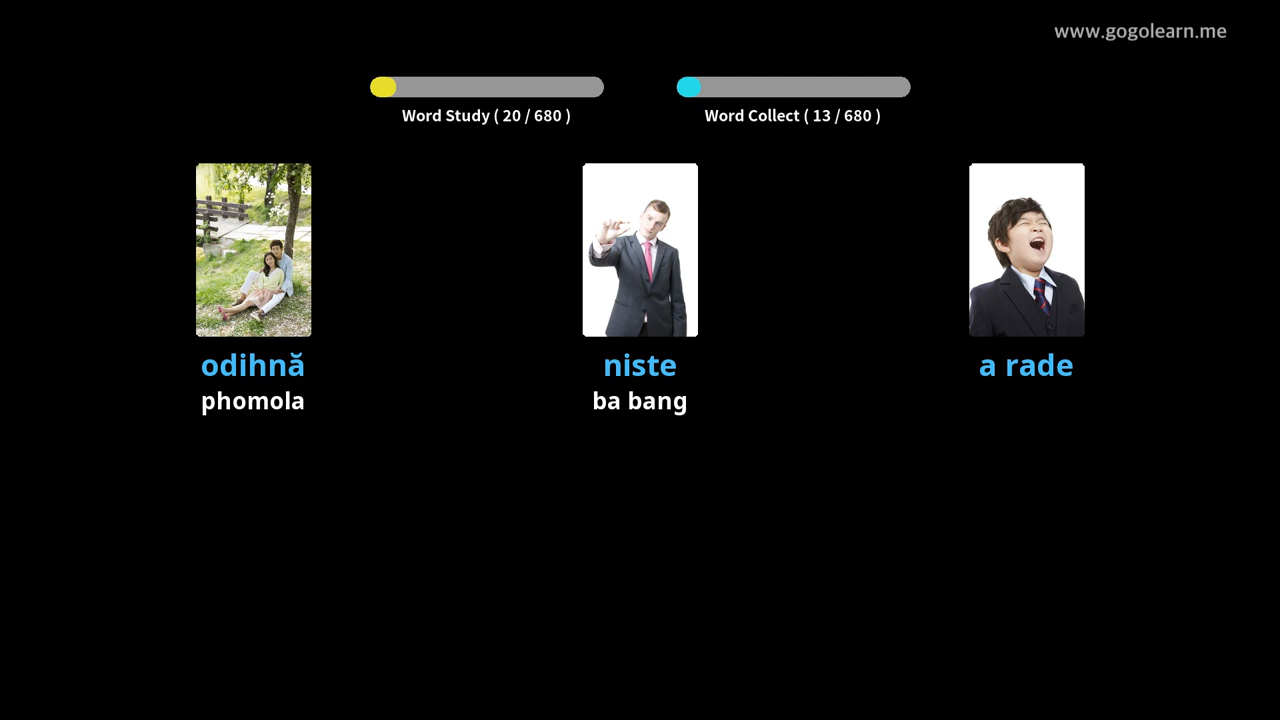 www.gogolearn.me
Word Study ( 20 / 680 )
Word Collect ( 13 / 680 )
odihnă
phomola
niste
ba bang
a rade